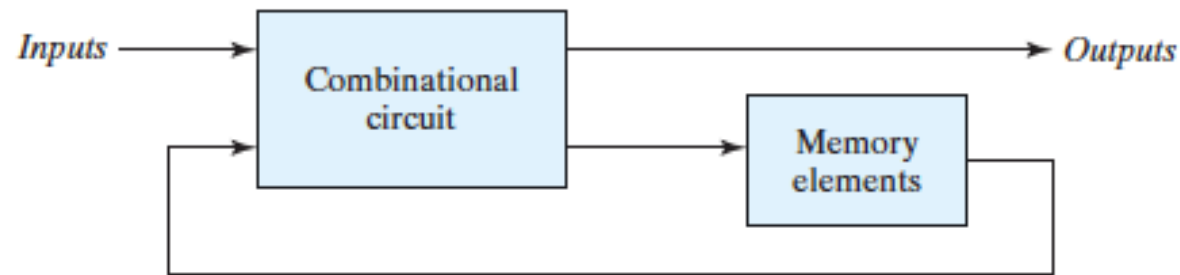 Inputs
Combinational
circuit
Outputs
Memory
elements